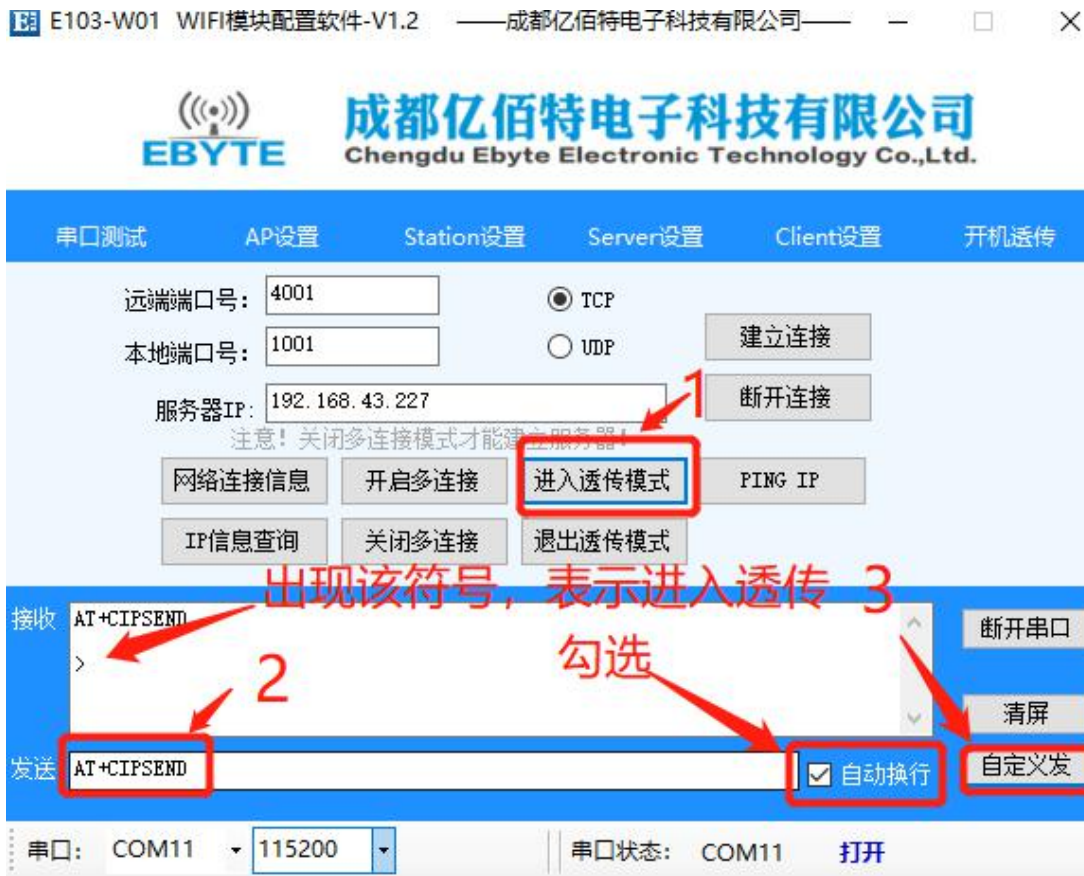 E103-W01 WIFI模块配置软件-V1.2 ——成都亿佰特电子科技有限公司——
EBYTE
成都亿佰特电子科技有限公司
Chengdu Ebyte Electronic Technology Co.,Ltd.
串口测试 AP设置 Station设置 Server设置 Client设置 开机透传
远端端口号: 4001 TCP
本地端口号: 1001 UDP 建立连接
服务器IP: 192.168.43.227 断开连接
1
注意!关闭多连接模式才能建立服务器!
网络连接信息 开启多连接 进入透传模式 PING IP
IP信息查询 关闭多连接 退出透传模式
出现该符号,表示进入透传 3
接收 AT+CIPSEND 断开串口
>
勾选
2
清屏
发送 AT+CIPSEND 自动换行 自定义发
串口: COM11 115200 串口状态: COM11 打开